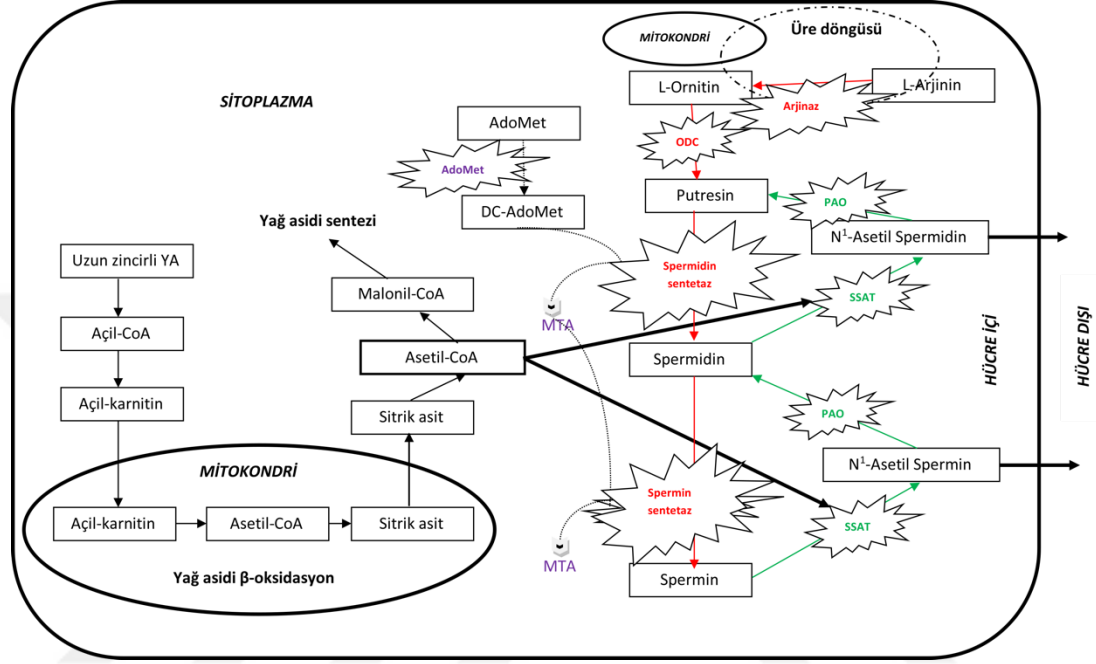 MİTOKONDRİ
Üre döngüsü
L-Ornitin
L-Arjinin
Arjinaz
SİTOPLAZMA
AdoMet
ODC
AdoMet
Putresin
PAO
DC-AdoMet
N¹-Asetil Spermidin
Yağ asidi sentezi
Uzun zincirli YA
Spermidin
sentetaz
Malonil-CoA
SSAT
MTA
Açil-CoA
Asetil-CoA
Spermidin
HÜCRE İÇİ
HÜCRE DIŞI
Açil-karnitin
Sitrik asit
PAO
MİTOKONDRİ
N¹-Asetil Spermin
Spermin
sentetaz
Açil-karnitin
Asetil-CoA
Sitrik asit
SSAT
MTA
Yağ asidi β-oksidasyon
Spermin